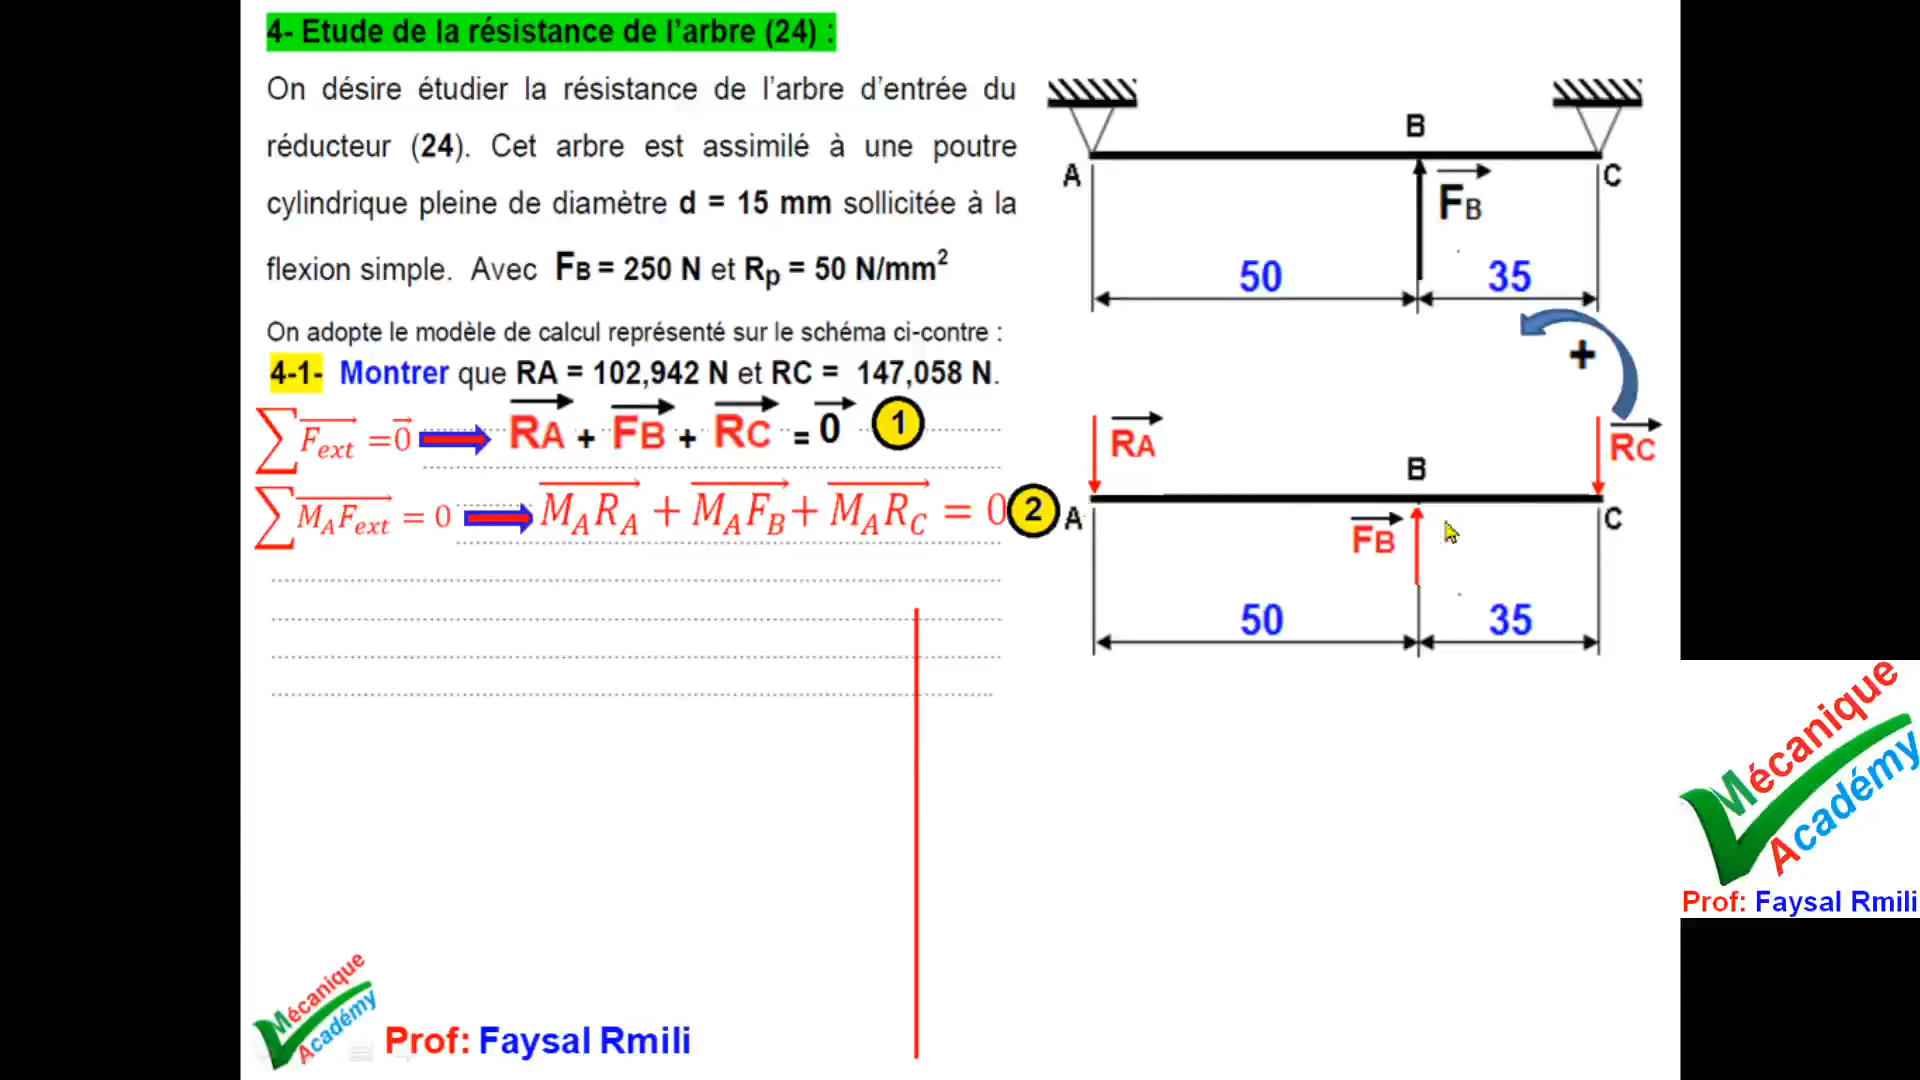 4- Etude de la résistance de l'arbre (24) :
On désire étudier la résistance de l'arbre d'entrée du
réducteur (24). Cet arbre est assimilé à une poutre
cylindrique pleine de diamètre d = 15 mm sollicitée à la
flexion simple. Avec FB = 250 N et Rp = 50 N/mm²
On adopte le modèle de calcul représenté sur le schéma ci-contre :
4-1- Montrer que RA = 102,942 N et RC = 147,058 N.
∑ Fext = 0 RA + FB + RC = 0 1
∑ MAFext = 0 MARA + MAFB + MARC = 0 2
B
A
C
FB
50
35
+
RA
RC
B
A
C
FB
50
35
Mécanique
Académy
Prof: Faysal Rmili
Mécanique
Académy
Prof: Faysal Rmili